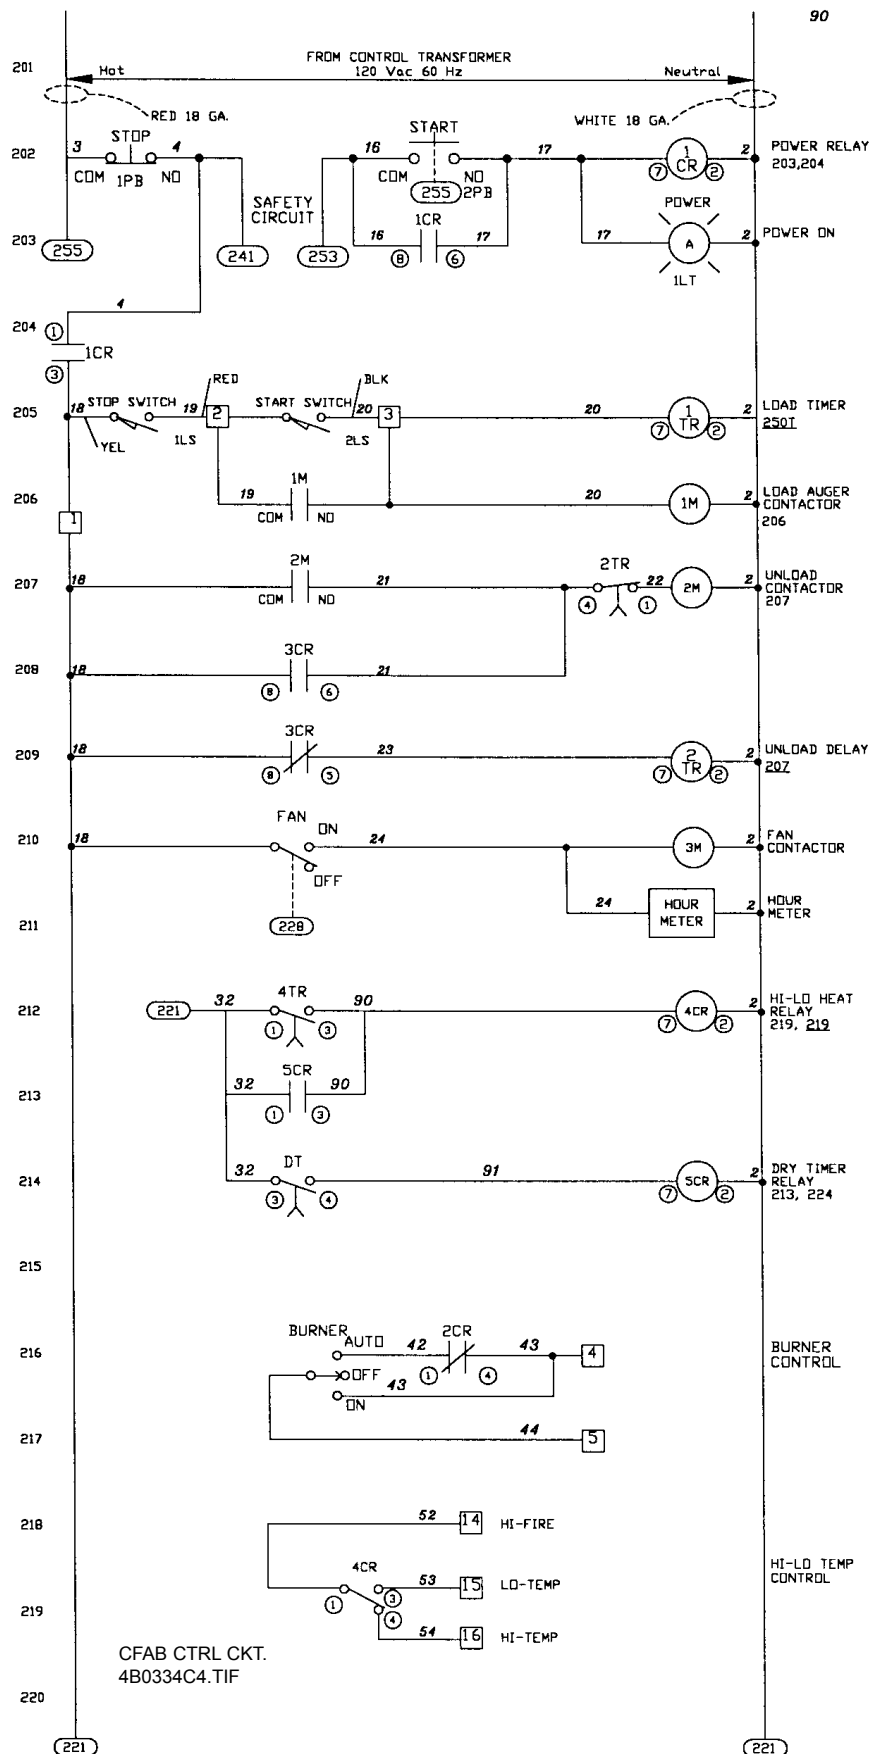 90
201
Hot
FROM CONTROL TRANSFORMER
120 Vac 60 Hz
Neutral
RED 18 GA.
WHITE 18 GA.
202
3
STOP
4
COM 1PB NO
SAFETY
CIRCUIT
16
START
17
COM
NO
255
2PB
1
CR
7
2
2
POWER RELAY
203,204
203
255
241
253
16
1CR
17
8
6
17
POWER
A
1LT
2
POWER ON
204
4
1
1CR
3
205
18
STOP SWITCH
YEL
19
RED
1LS
2
START SWITCH
20
BLK
2LS
3
20
1
TR
7
2
2
LOAD TIMER
250T
206
1
19
1M
COM
NO
20
1M
2
LOAD AUGER
CONTACTOR
206
207
18
2M
COM
NO
21
2TR
4
1
22
2M
2
UNLOAD
CONTACTOR
207
208
18
3CR
8
6
21
209
18
3CR
8
5
23
2
TR
7
2
2
UNLOAD DELAY
207
210
18
FAN
ON
OFF
24
3M
2
FAN
CONTACTOR
211
228
24
HOUR
METER
2
HOUR
METER
212
221
32
4TR
1
3
90
7
4CR
2
2
HI-LO HEAT
RELAY
219, 219
213
32
5CR
1
3
90
214
32
DT
3
4
91
7
5CR
2
2
DRY TIMER
RELAY
213, 224
215
216
BURNER
AUTO
42
2CR
1
4
43
4
OFF
43
ON
BURNER
CONTROL
217
44
5
218
52
14
HI-FIRE
HI-LO TEMP
CONTROL
4CR
1
3
4
53
15
LO-TEMP
219
54
16
HI-TEMP
CFAB CTRL CKT.
4B0334C4.TIF
220
221
221